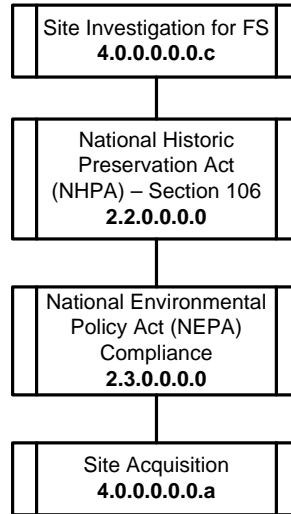 Site Investigation for FS
4.0.0.0.0.0.c
National Historic
Preservation Act
(NHPA) – Section 106
2.2.0.0.0.0
National Environmental
Policy Act (NEPA)
Compliance
2.3.0.0.0.0
Site Acquisition
4.0.0.0.0.0.a